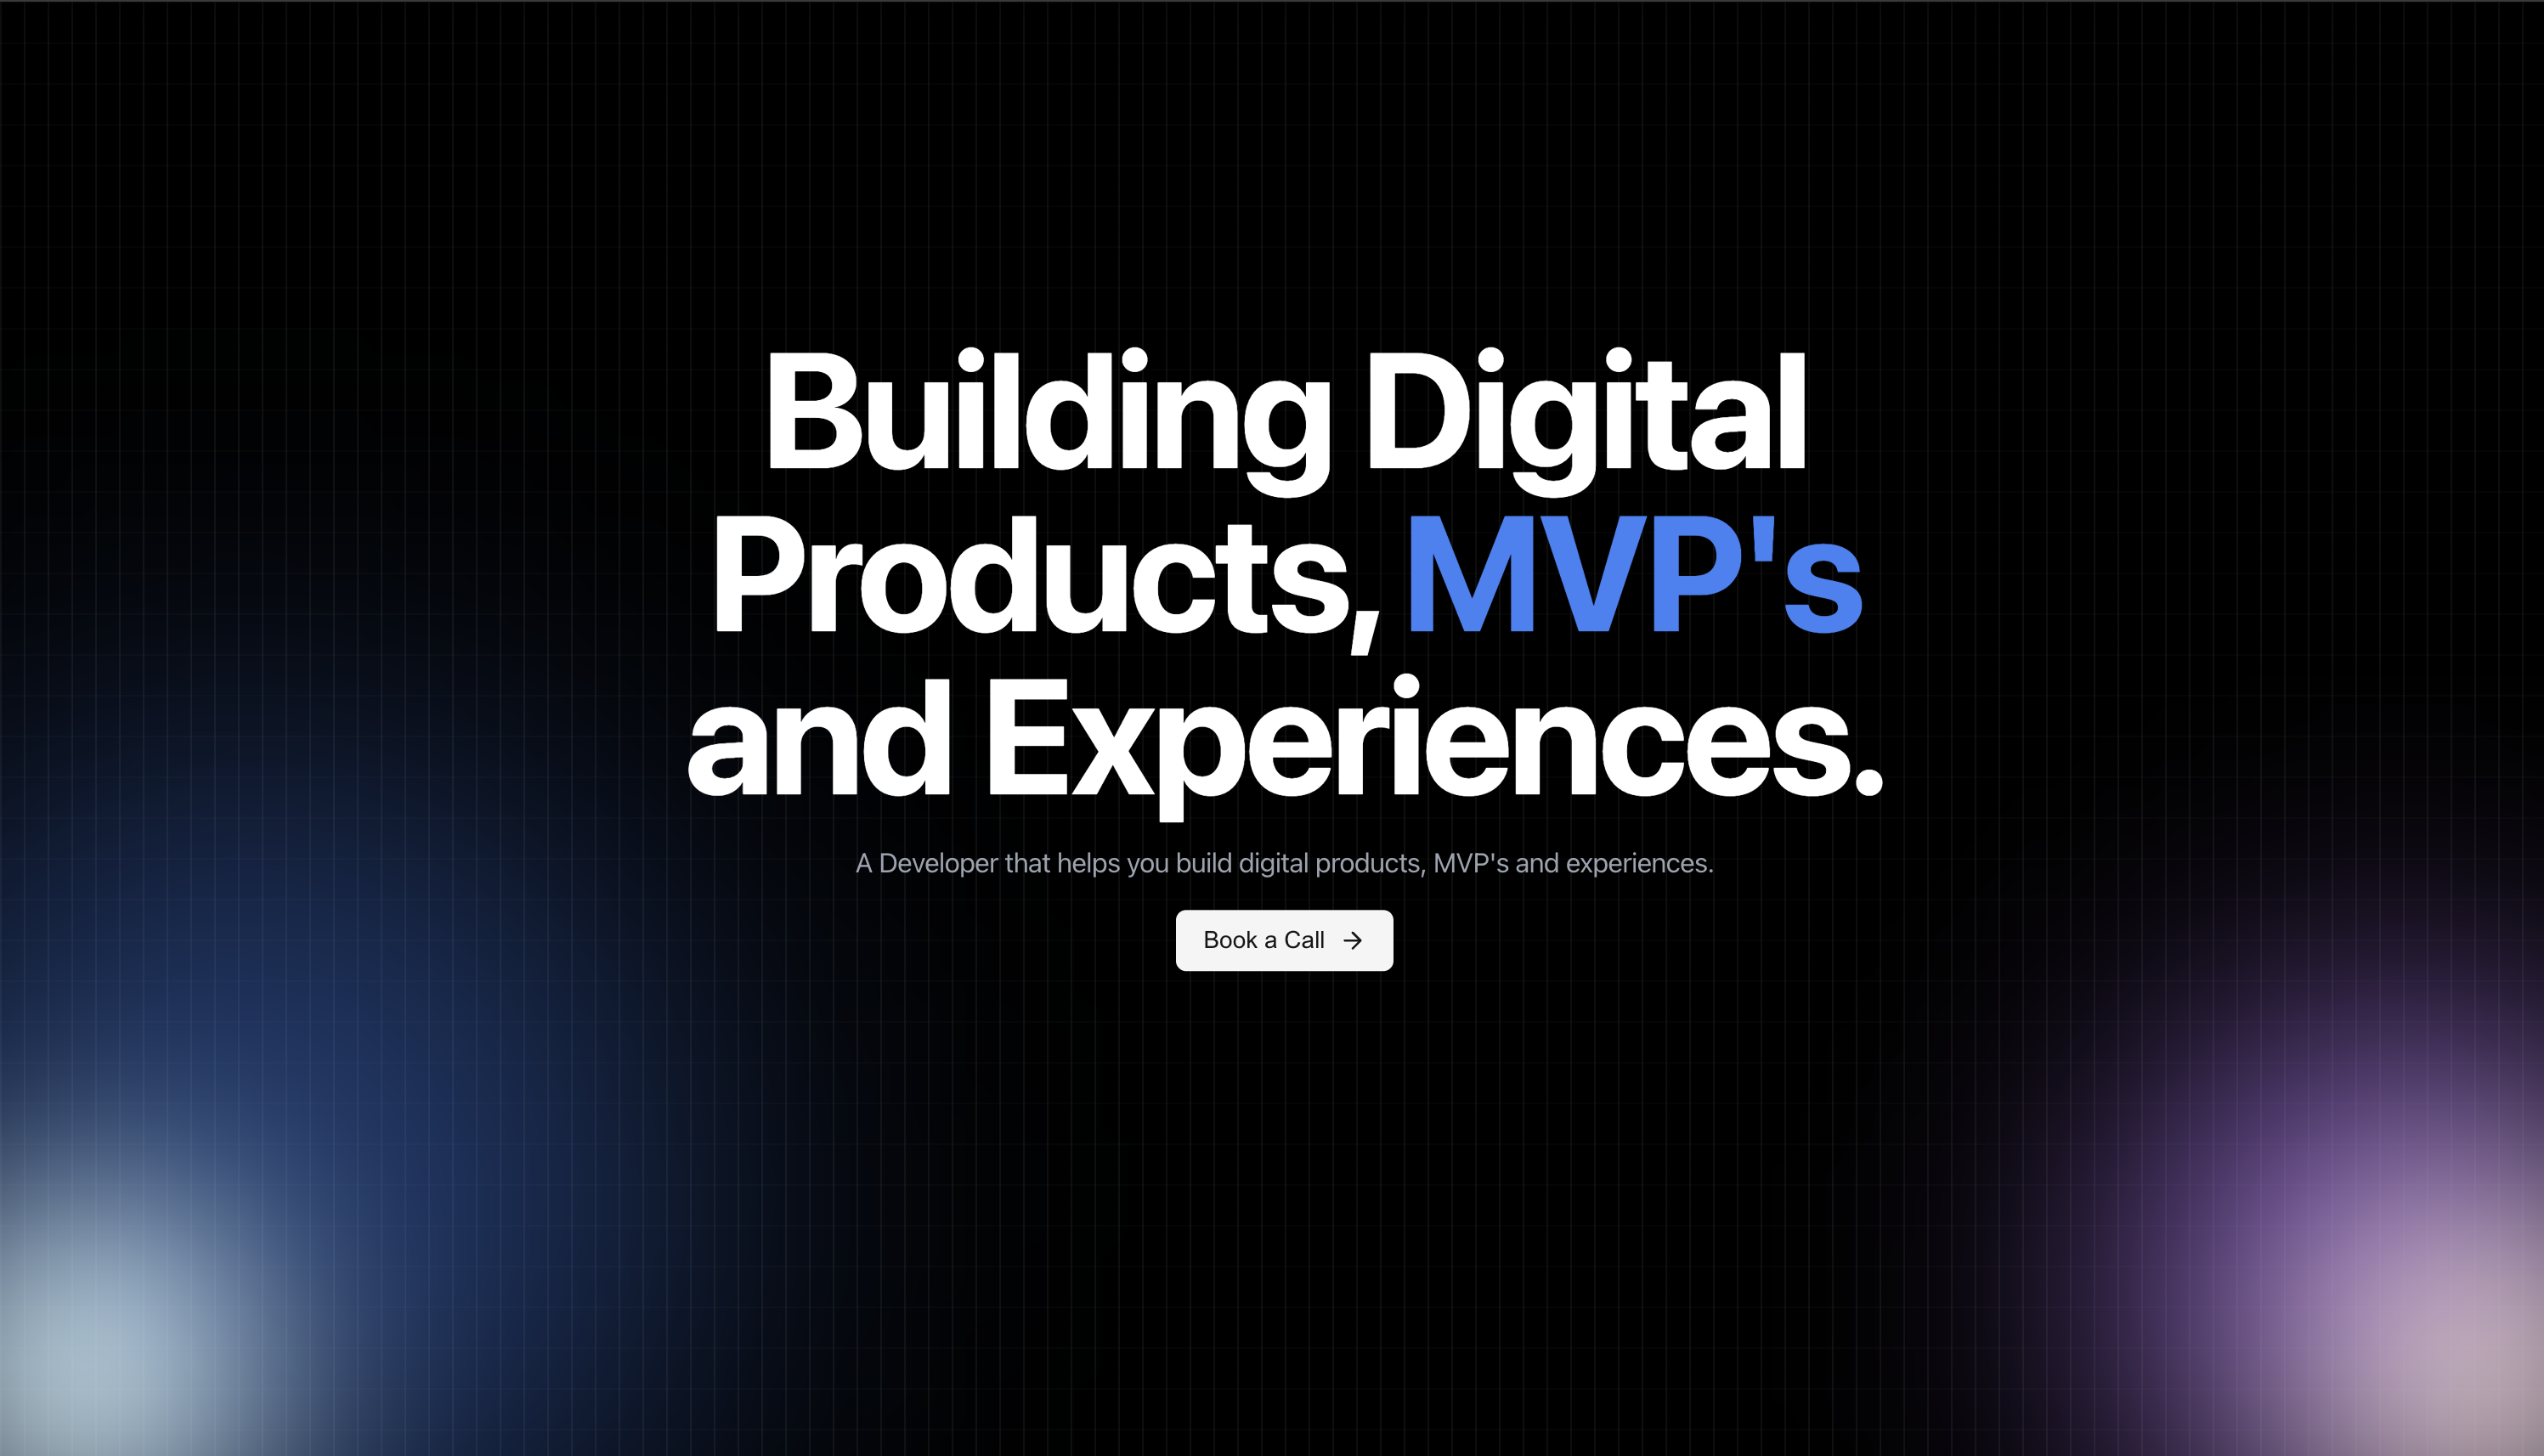 Building Digital
Products, MVP's
and Experiences.
A Developer that helps you build digital products, MVP's and experiences.
Book a Call